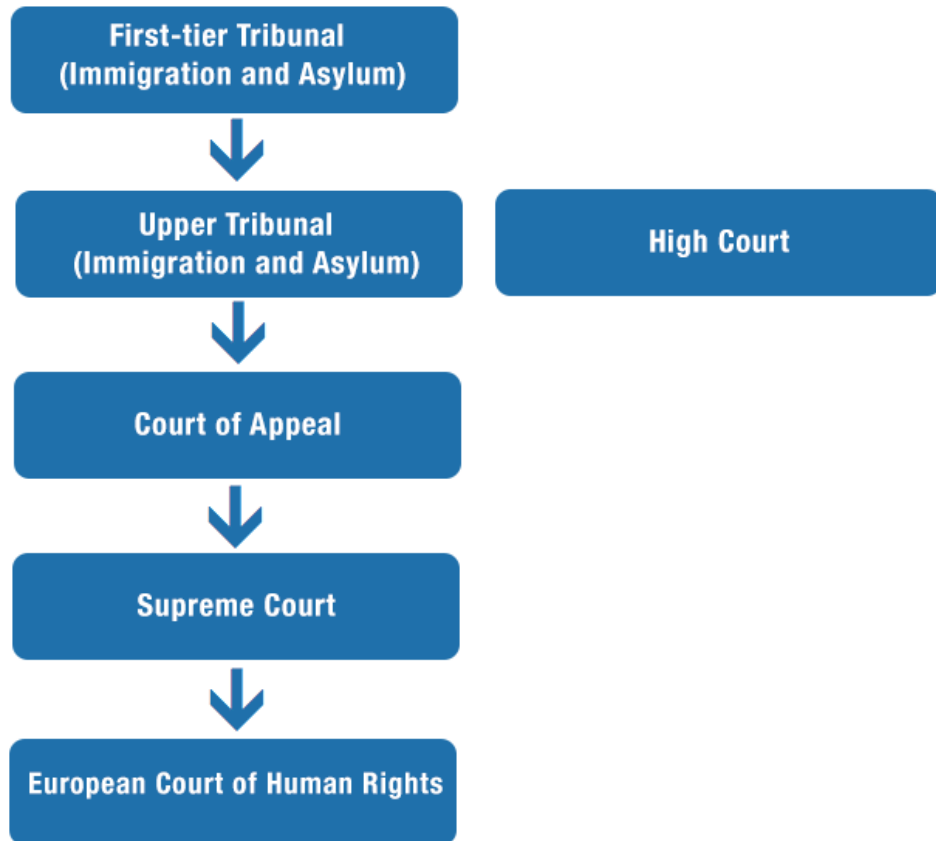 First-tier Tribunal
(Immigration and Asylum)
Upper Tribunal
(Immigration and Asylum)
High Court
Court of Appeal
Supreme Court
European Court of Human Rights